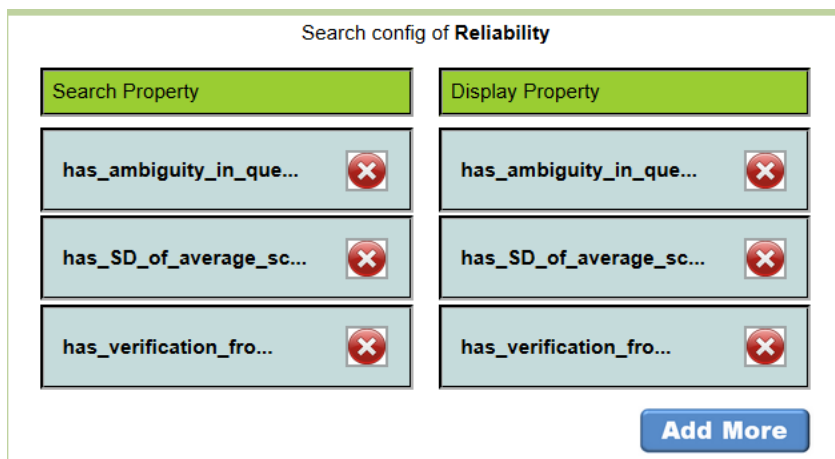 Search config of Reliability
Search Property Display Property
has_ambiguity_in_que... has_ambiguity_in_que...
has_SD_of_average_sc... has_SD_of_average_sc...
has_verification_fro... has_verification_fro...
Add More